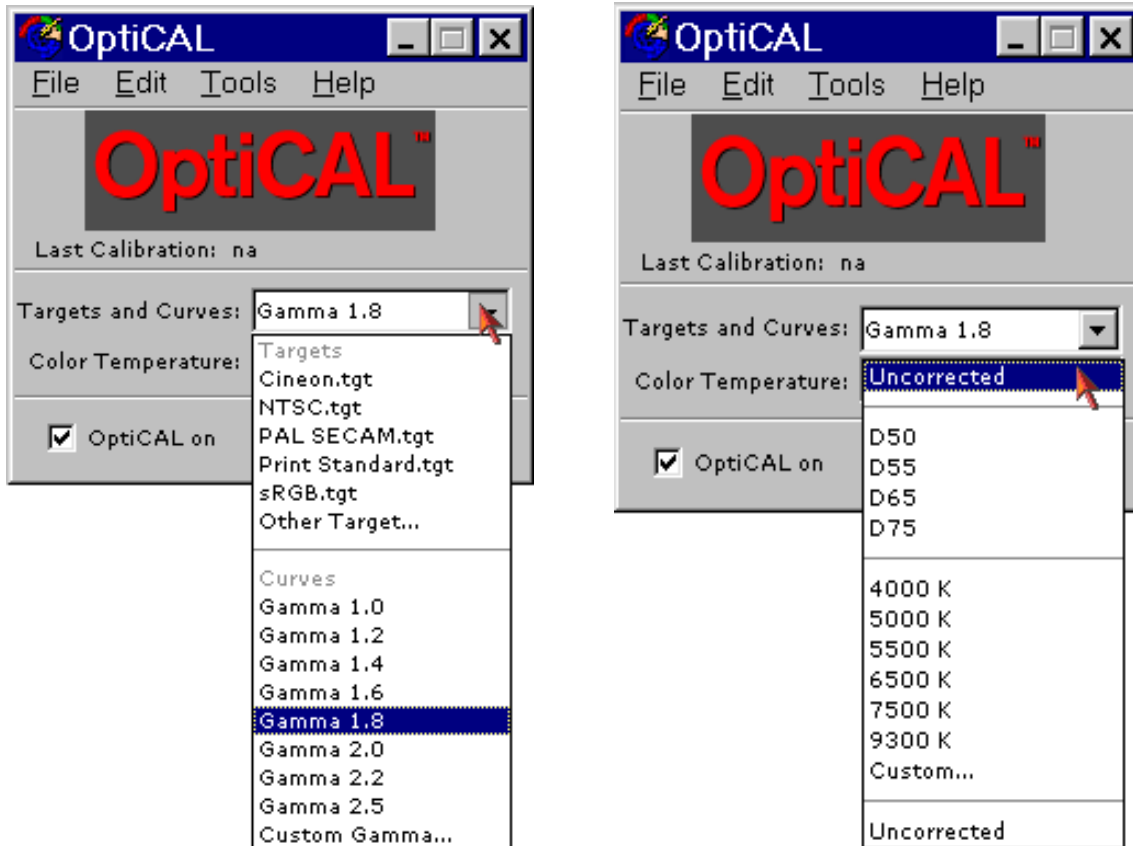 OptiCAL
File Edit Tools Help
OptiCAL™
Last Calibration: na
Targets and Curves: Gamma 1.8
Color Temperature:
OptiCAL on
Targets
Cineon.tgt
NTSC.tgt
PAL SECAM.tgt
Print Standard.tgt
sRGB.tgt
Other Target...
Curves
Gamma 1.0
Gamma 1.2
Gamma 1.4
Gamma 1.6
Gamma 1.8
Gamma 2.0
Gamma 2.2
Gamma 2.5
Custom Gamma...
OptiCAL
File Edit Tools Help
OptiCAL™
Last Calibration: na
Targets and Curves: Gamma 1.8
Color Temperature: Uncorrected
OptiCAL on
D50
D55
D65
D75
4000 K
5000 K
5500 K
6500 K
7500 K
9300 K
Custom...
Uncorrected